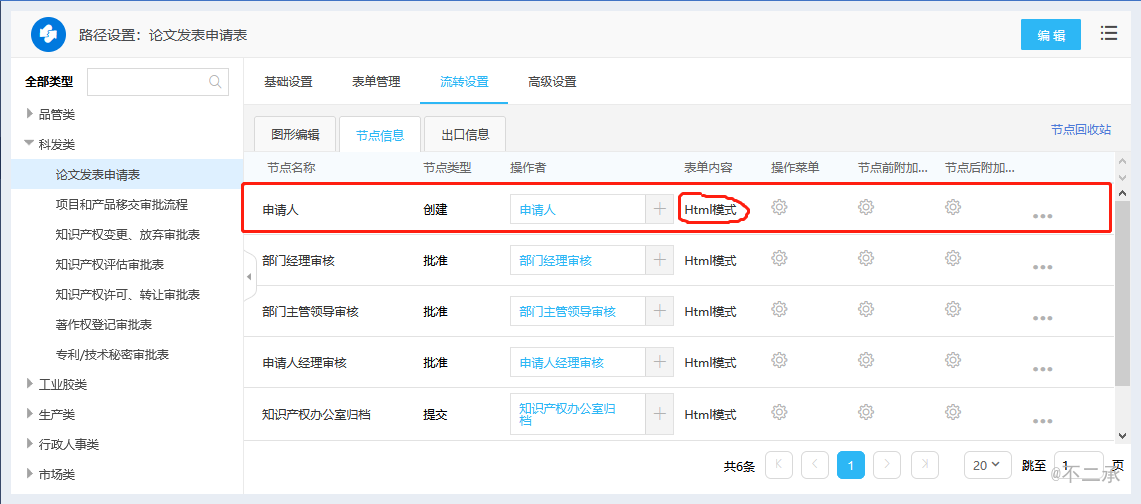 路径设置：论文发表申请表
编 辑
全部类型
品管类
科发类
论文发表申请表
项目和产品移交审批流程
知识产权变更、放弃审批表
知识产权评估审批表
知识产权许可、转让审批表
著作权登记审批表
专利/技术秘密审批表
工业胶类
生产类
行政人事类
市场类
基础设置 表单管理 流转设置 高级设置
图形编辑 节点信息 出口信息 节点回收站
节点名称 节点类型 操作者 表单内容 操作菜单 节点前附加... 节点后附加...
申请人 创建 申请人 Html模式
部门经理审核 批准 部门经理审核 Html模式
部门主管领导审核 批准 部门主管领导审核 Html模式
申请人经理审核 批准 申请人经理审核 Html模式
知识产权办公室归档 提交 知识产权办公室归
档 Html模式
共6条 1 20 跳至 1 页
@不二承